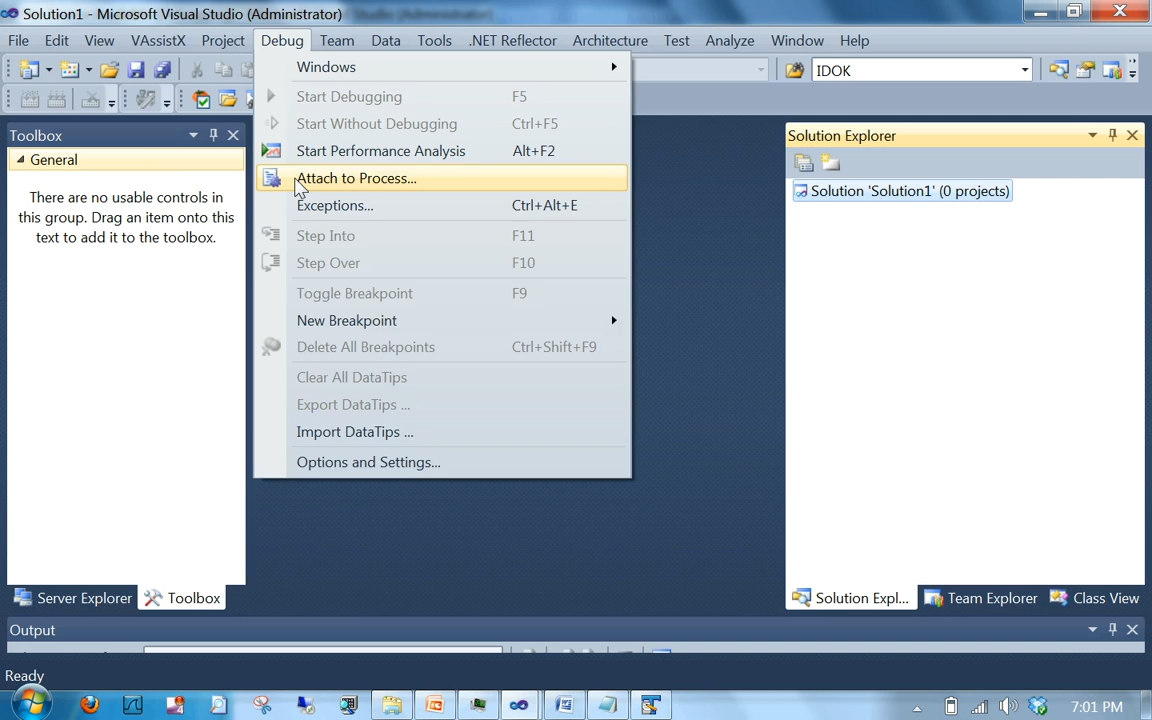 Solution1 - Microsoft Visual Studio (Administrator)
File Edit View VAssistX Project Debug Team Data Tools .NET Reflector Architecture Test Analyze Window Help
IDOK
Windows
Start Debugging F5
Start Without Debugging Ctrl+F5
Start Performance Analysis Alt+F2
Attach to Process...
Exceptions... Ctrl+Alt+E
Step Into F11
Step Over F10
Toggle Breakpoint F9
New Breakpoint
Delete All Breakpoints Ctrl+Shift+F9
Clear All DataTips
Export DataTips ...
Import DataTips ...
Options and Settings...
Toolbox
General
There are no usable controls in
this group. Drag an item onto this
text to add it to the toolbox.
Server Explorer Toolbox
Solution Explorer
Solution 'Solution1' (0 projects)
Solution Expl... Team Explorer Class View
Output
Ready
7:01 PM